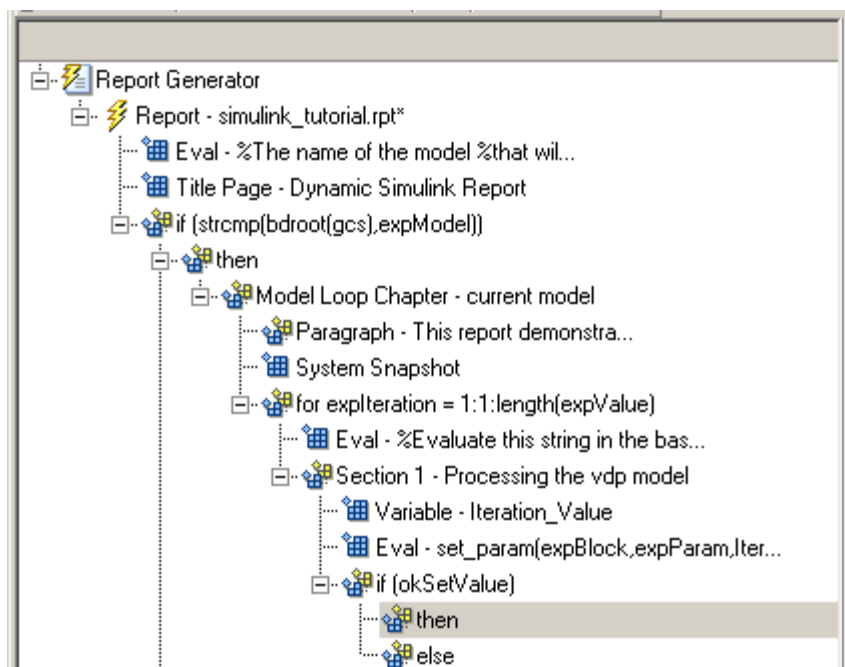 Report Generator
Report - simulink_tutorial.rpt*
Eval - %The name of the model %that wil...
Title Page - Dynamic Simulink Report
if (strcmp(bdroot(gcs),expModel))
then
Model Loop Chapter - current model
Paragraph - This report demonstra...
System Snapshot
for expIteration = 1:1:length(expValue)
Eval - %Evaluate this string in the bas...
Section 1 - Processing the vdp model
Variable - Iteration_Value
Eval - set_param(expBlock,expParam,Iter...
if (okSetValue)
then
else